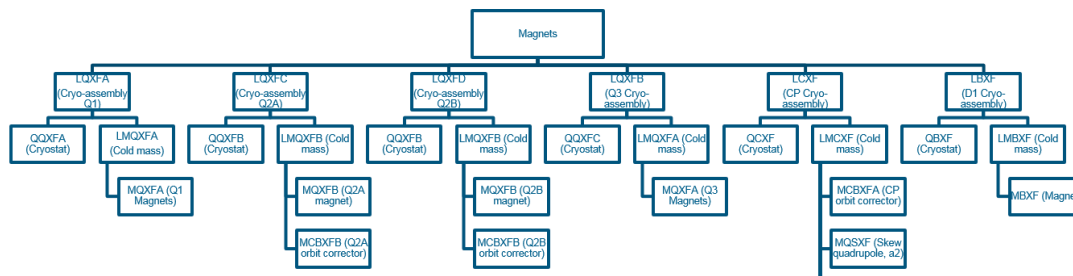 Magnets
LQXFA
(Cryo-assembly
Q1)
LQXFC
(Cryo-assembly
Q2A)
LQXFD
(Cryo-assembly
Q2B)
LQXFB
(Q3 Cryo-
assembly)
LCXF
(CP Cryo-
assembly)
LBXF
(D1 Cryo-
assembly)
QQXFA
(Cryostat)
LMQXFA
(Cold mass)
QQXFB
(Cryostat)
LMQXFB (Cold
mass)
QQXFB
(Cryostat)
LMQXFB (Cold
mass)
QQXFC
(Cryostat)
LMQXFA (Cold
mass)
QCXF
(Cryostat)
LMCXF (Cold
mass)
QBXF
(Cryostat)
LMBXF (Cold
mass)
MQXFA (Q1
Magnets)
MQXFB (Q2A
magnet)
MQXFB (Q2B
magnet)
MQXFA (Q3
Magnets)
MCBXFA (CP
orbit corrector)
MBXF (Magne
MCBXFB (Q2A
orbit corrector)
MCBXFB (Q2B
orbit corrector)
MQSXF (Skew
quadrupole, a2)